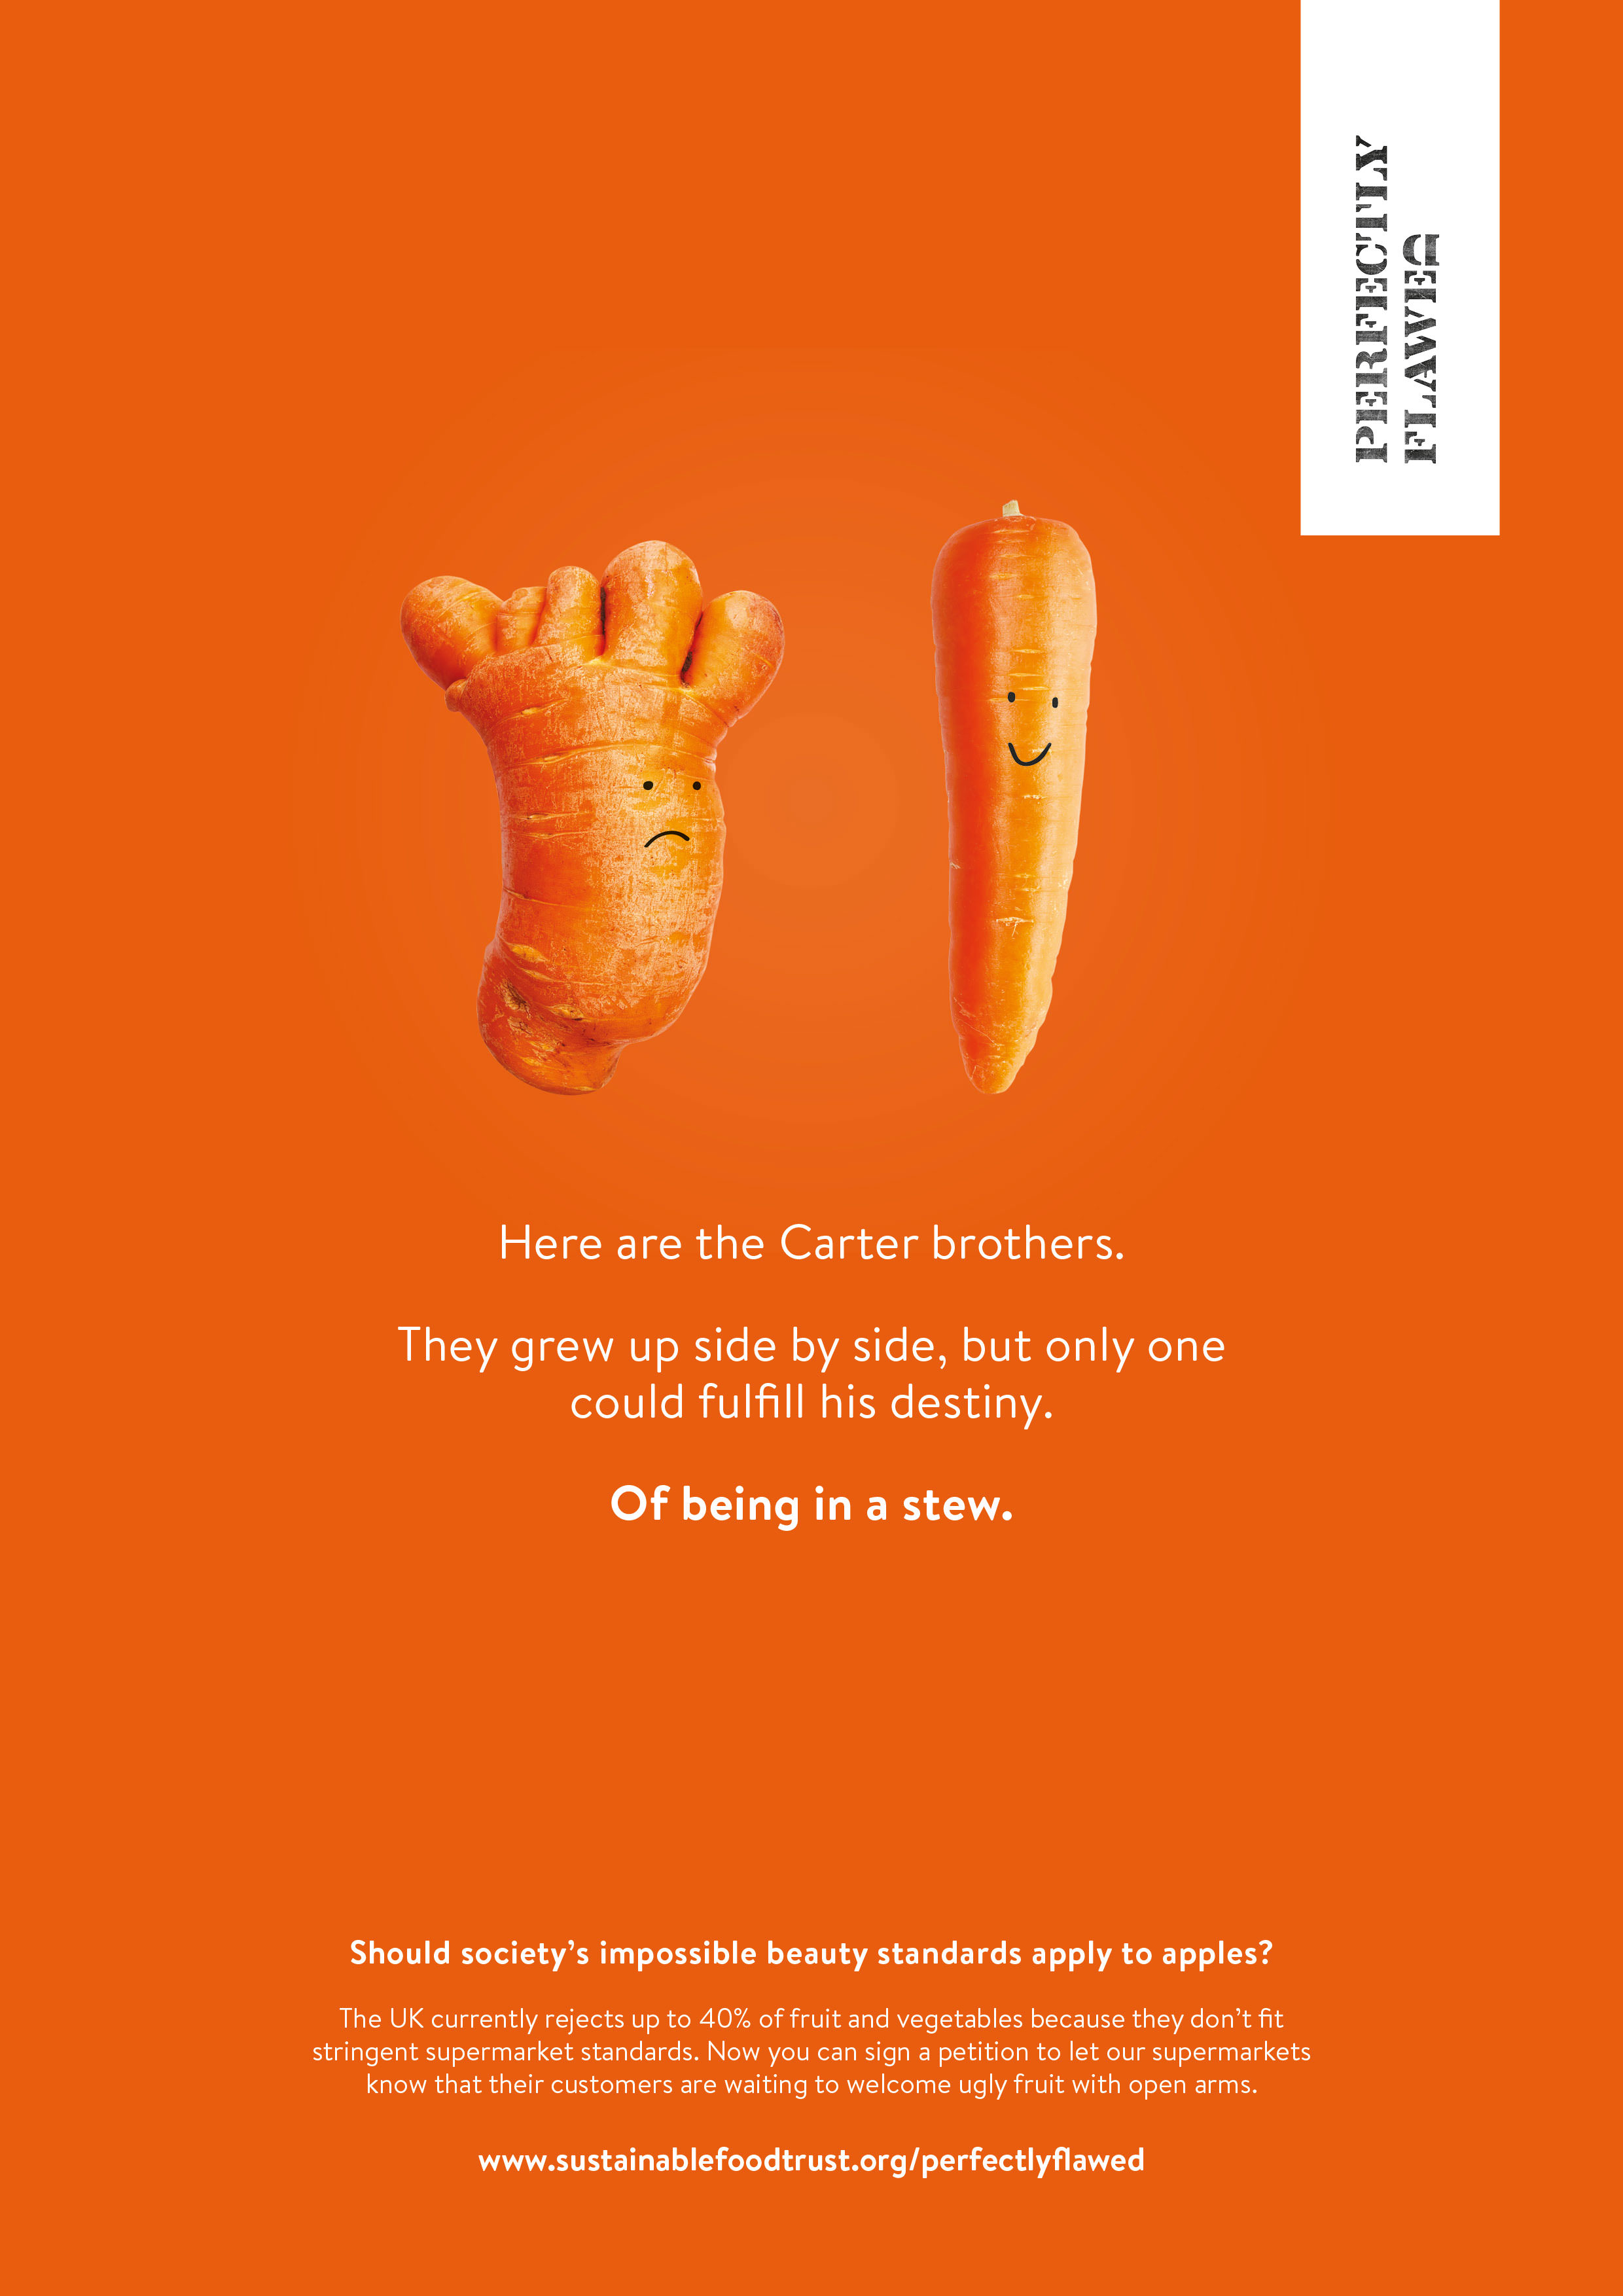 PERFECTLY
FLAWED
Here are the Carter brothers.
They grew up side by side, but only one
could fulfill his destiny.
Of being in a stew.
Should society’s impossible beauty standards apply to apples?
The UK currently rejects up to 40% of fruit and vegetables because they don’t fit
stringent supermarket standards. Now you can sign a petition to let our supermarkets
know that their customers are waiting to welcome ugly fruit with open arms.
www.sustainablefoodtrust.org/perfectlyflawed